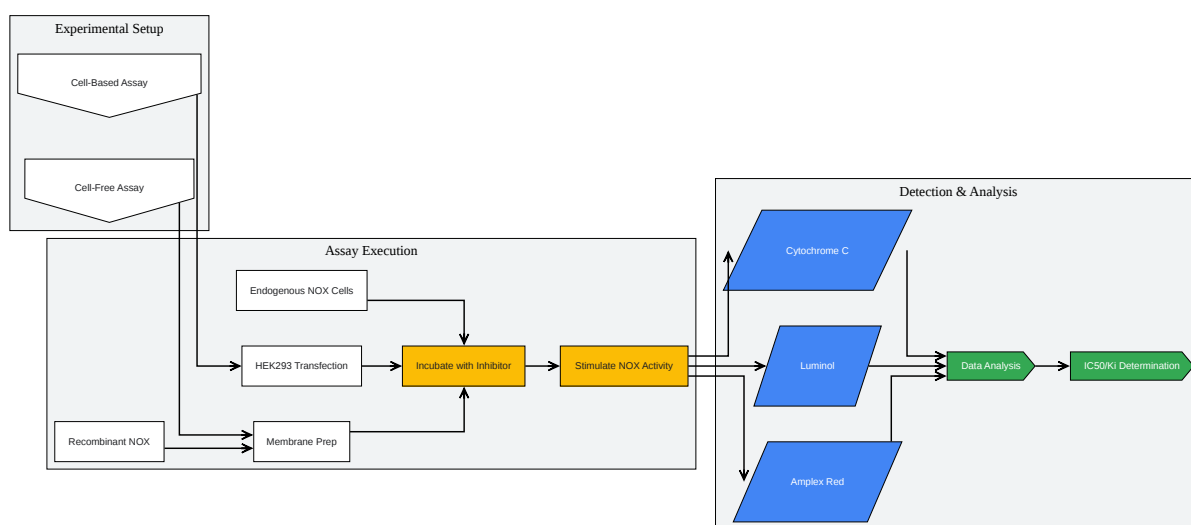 Experimental Setup
Cell-Based Assay
Cell-Free Assay
Assay Execution
Endogenous NOX Cells
HEK293 Transfection
Incubate with Inhibitor
Stimulate NOX Activity
Recombinant NOX
Membrane Prep
Detection & Analysis
Cytochrome C
Luminol
Amplex Red
Data Analysis
IC50/Ki Determination